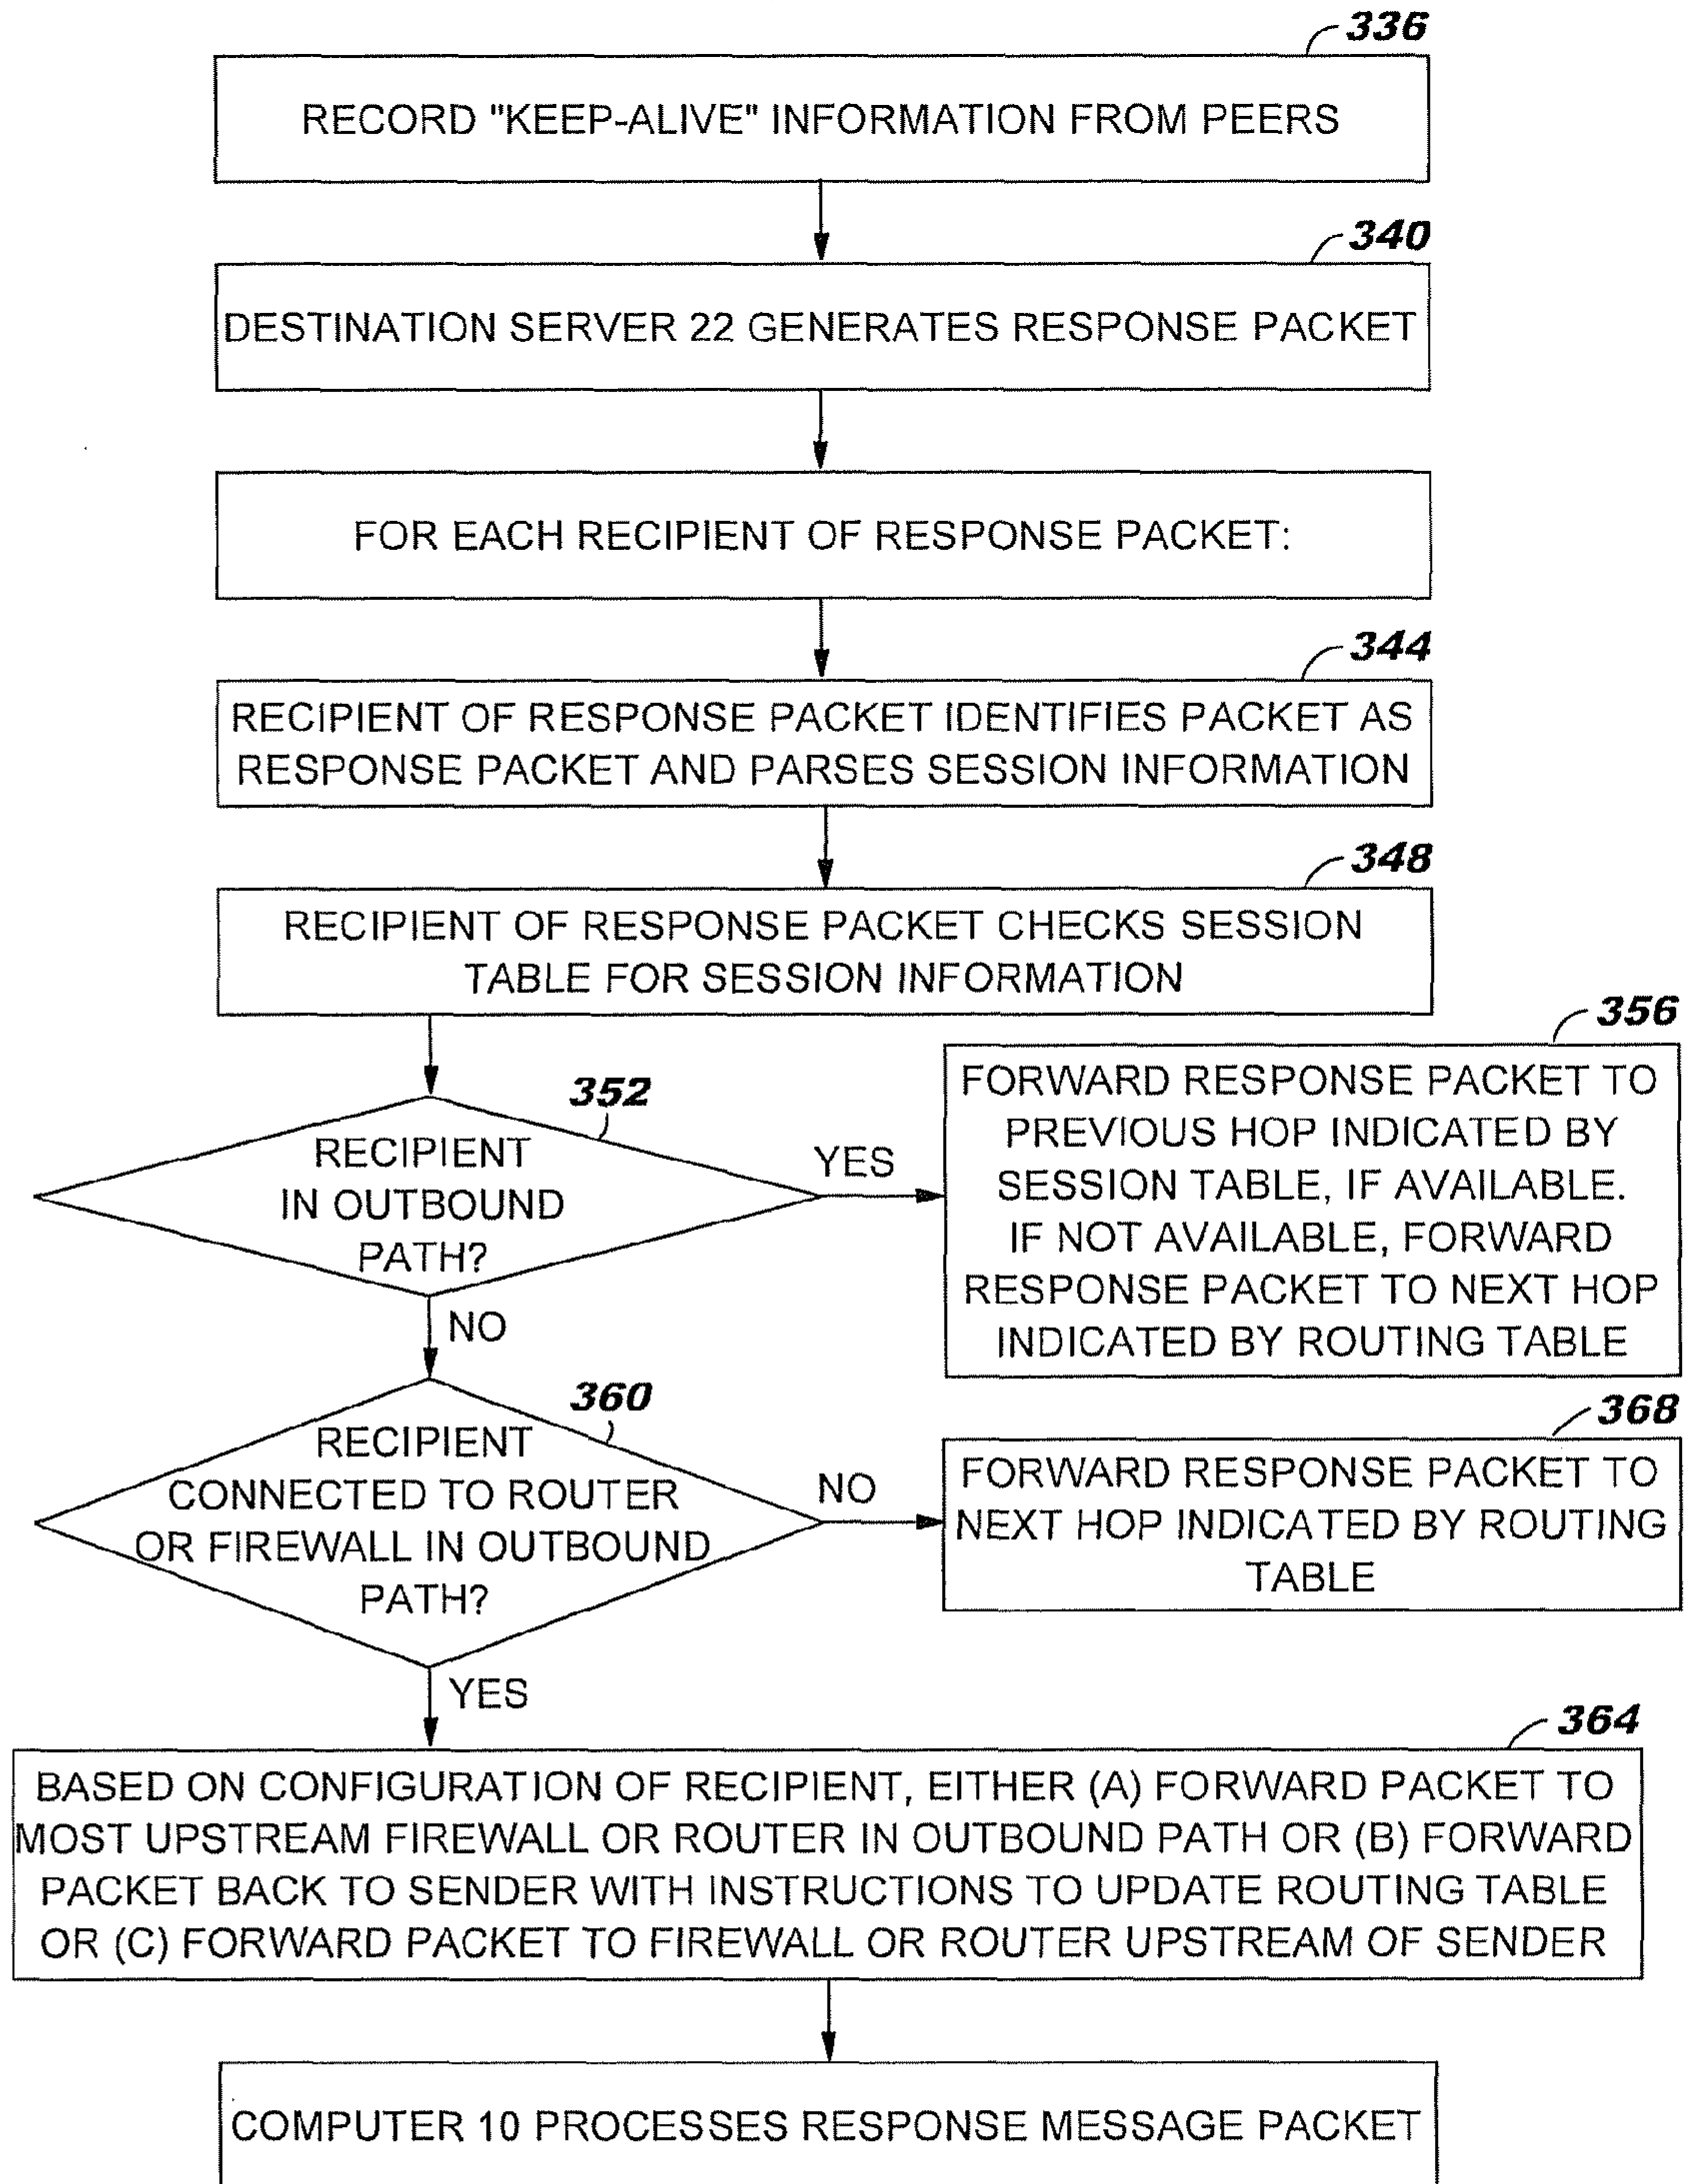 336
RECORD "KEEP-ALIVE" INFORMATION FROM PEERS
340
DESTINATION SERVER 22 GENERATES RESPONSE PACKET
FOR EACH RECIPIENT OF RESPONSE PACKET:
344
RECIPIENT OF RESPONSE PACKET IDENTIFIES PACKET AS
RESPONSE PACKET AND PARSES SESSION INFORMATION
348
RECIPIENT OF RESPONSE PACKET CHECKS SESSION
TABLE FOR SESSION INFORMATION
352
RECIPIENT
IN OUTBOUND
PATH?
YES
356
FORWARD RESPONSE PACKET TO
PREVIOUS HOP INDICATED BY
SESSION TABLE, IF AVAILABLE.
IF NOT AVAILABLE, FORWARD
RESPONSE PACKET TO NEXT HOP
INDICATED BY ROUTING TABLE
NO
360
RECIPIENT
CONNECTED TO ROUTER
OR FIREWALL IN OUTBOUND
PATH?
NO
368
FORWARD RESPONSE PACKET TO
NEXT HOP INDICATED BY ROUTING
TABLE
YES
364
BASED ON CONFIGURATION OF RECIPIENT, EITHER (A) FORWARD PACKET TO
MOST UPSTREAM FIREWALL OR ROUTER IN OUTBOUND PATH OR (B) FORWARD
PACKET BACK TO SENDER WITH INSTRUCTIONS TO UPDATE ROUTING TABLE
OR (C) FORWARD PACKET TO FIREWALL OR ROUTER UPSTREAM OF SENDER
COMPUTER 10 PROCESSES RESPONSE MESSAGE PACKET